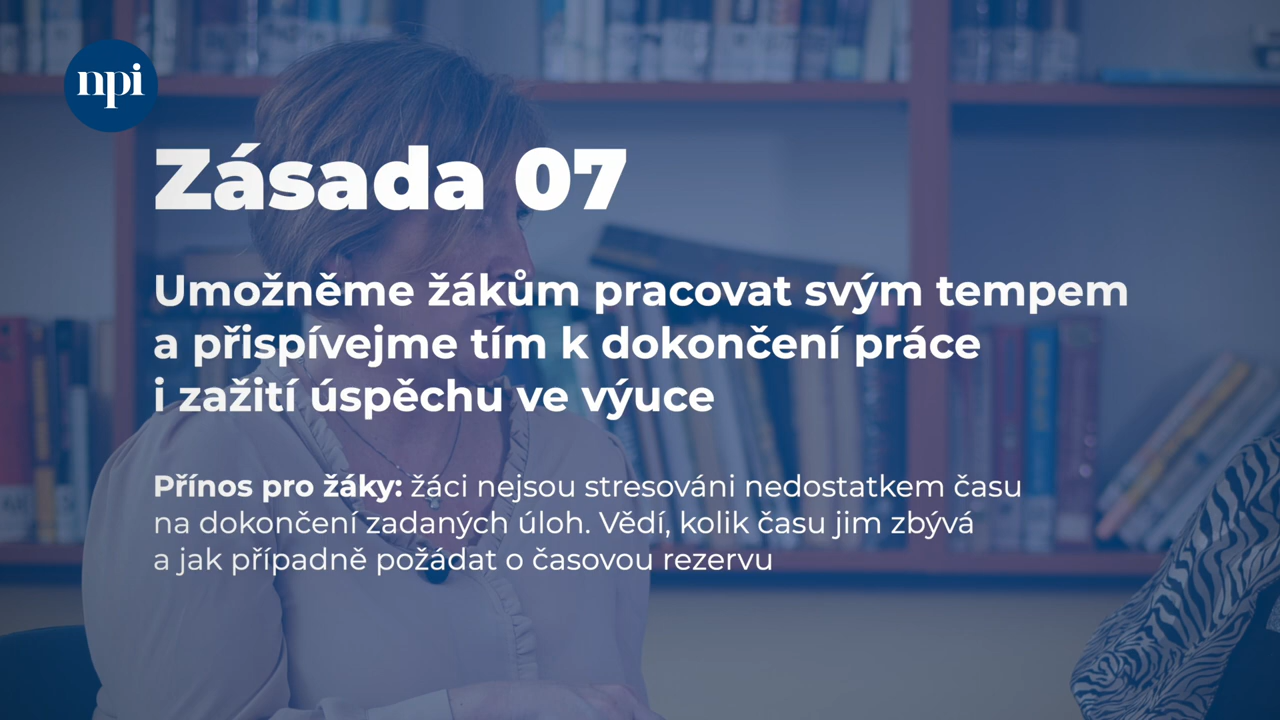 npi
Zásada 07
Umožněme žákům pracovat svým tempem
a přispívejme tím k dokončení práce
i zažití úspěchu ve výuce
Přínos pro žáky: žáci nejsou stresováni nedostatkem času
na dokončení zadaných úloh. Vědí, kolik času jim zbývá
a jak případně požádat o časovou rezervu